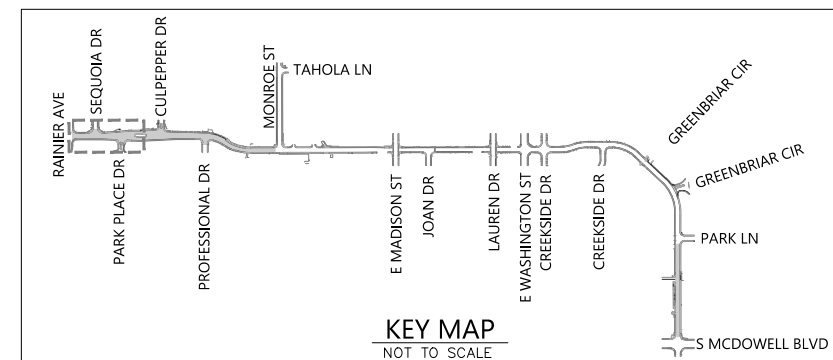 RAINIER AVE
SEQUOIA DR
PARK PLACE DR
CULPEPPER DR
PROFESSIONAL DR
MONROE ST
TAHOLA LN
E MADISON ST
JOAN DR
LAUREN DR
E WASHINGTON ST
CREEKSIDE DR
CREEKSIDE DR
GREENBRIAR CIR
GREENBRIAR CIR
PARK LN
S MCDOWELL BLVD
KEY MAP
NOT TO SCALE